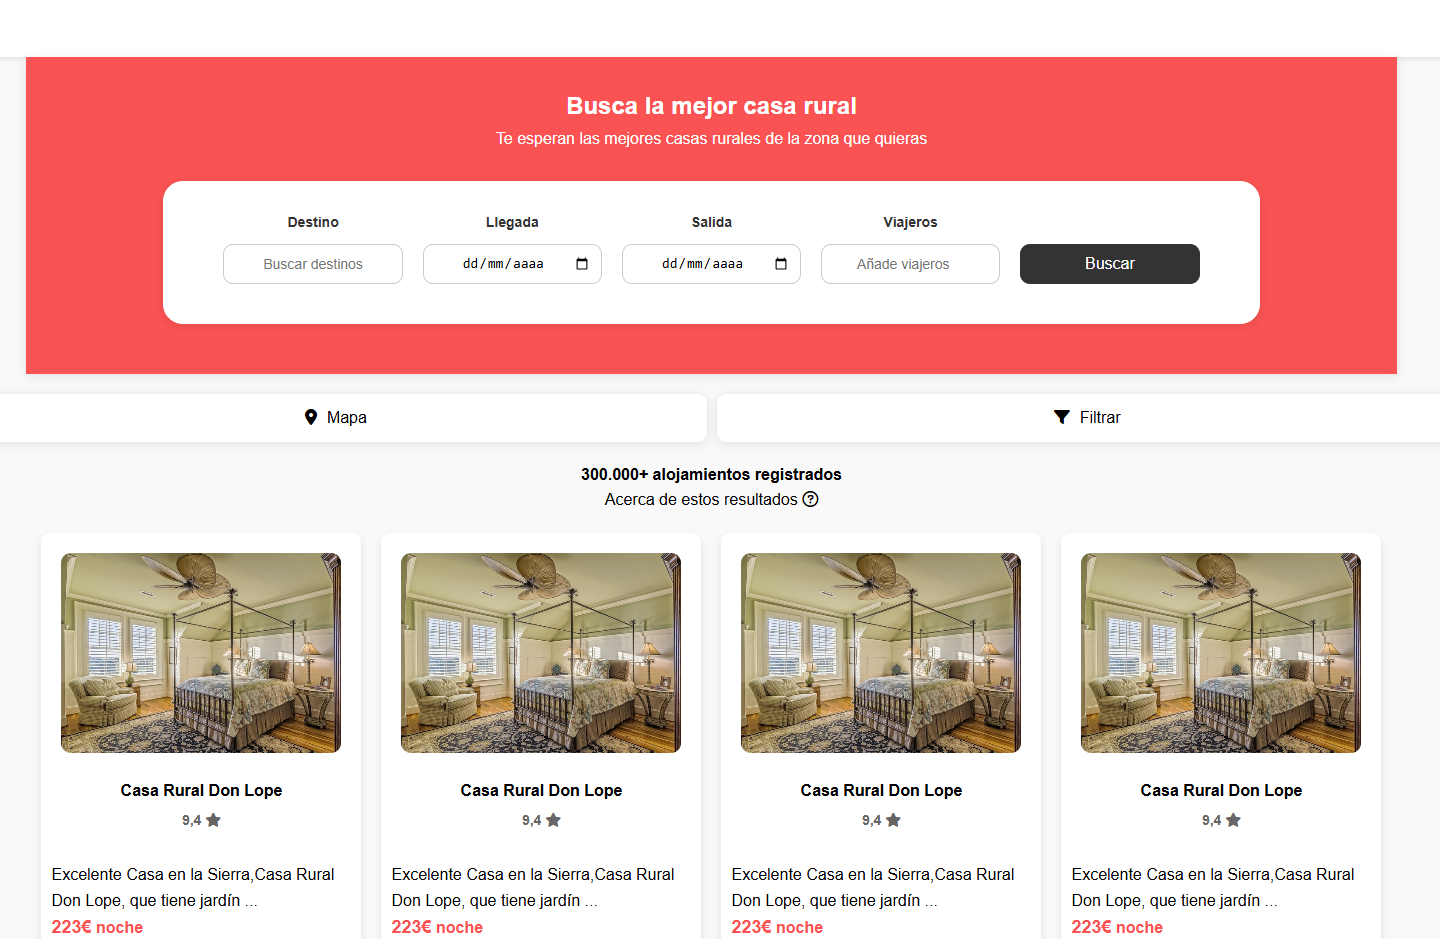 Busca la mejor casa rural
Te esperan las mejores casas rurales de la zona que quieras
Destino Llegada Salida Viajeros
Buscar destinos dd/mm/aaaa dd/mm/aaaa Añade viajeros Buscar
Mapa Filtrar
300.000+ alojamientos registrados
Acerca de estos resultados
Casa Rural Don Lope
9,4
Excelente Casa en la Sierra,Casa Rural
Don Lope, que tiene jardín ...
223€ noche
Casa Rural Don Lope
9,4
Excelente Casa en la Sierra,Casa Rural
Don Lope, que tiene jardín ...
223€ noche
Casa Rural Don Lope
9,4
Excelente Casa en la Sierra,Casa Rural
Don Lope, que tiene jardín ...
223€ noche
Casa Rural Don Lope
9,4
Excelente Casa en la Sierra,Casa Rural
Don Lope, que tiene jardín ...
223€ noche